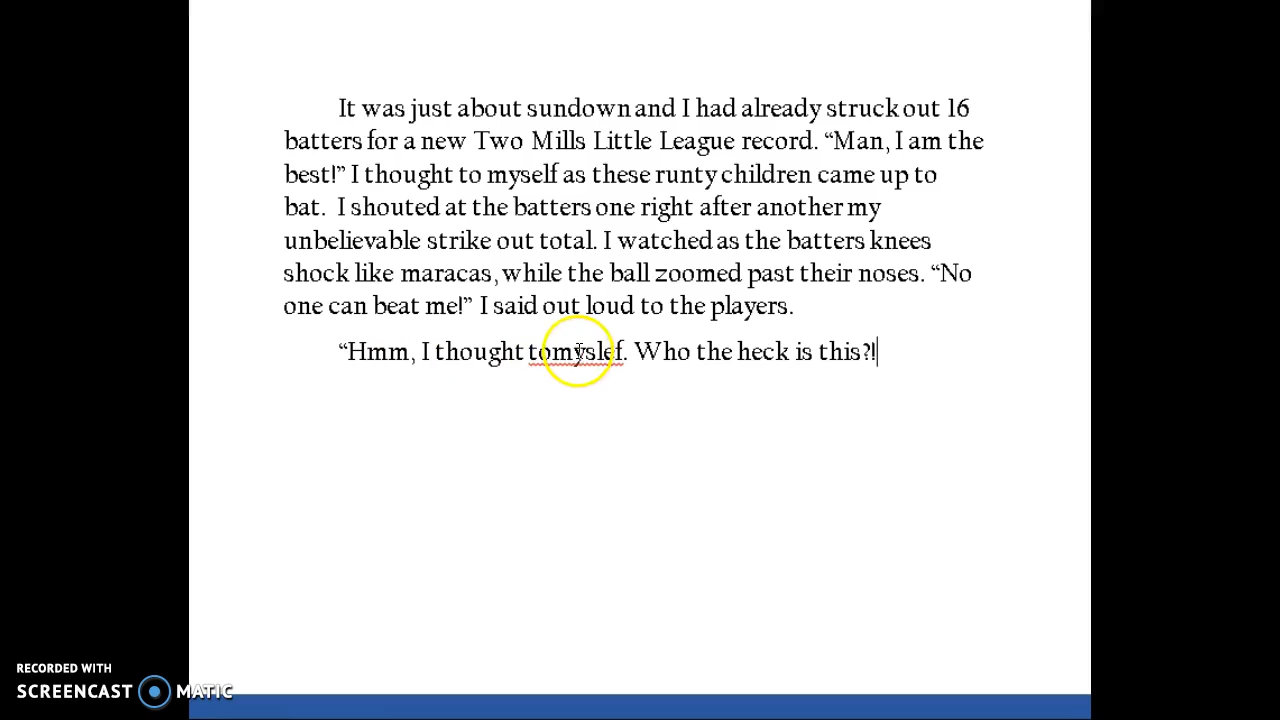 It was just about sundown and I had already struck out 16
batters for a new Two Mills Little League record. “Man, I am the
best!” I thought to myself as these runty children came up to
bat.  I shouted at the batters one right after another my
unbelievable strike out total. I watched as the batters knees
shock like maracas, while the ball zoomed past their noses. “No
one can beat me!” I said out loud to the players.
“Hmm, I thought tomyslef. Who the heck is this?!
RECORDED WITH
SCREENCAST MATIC